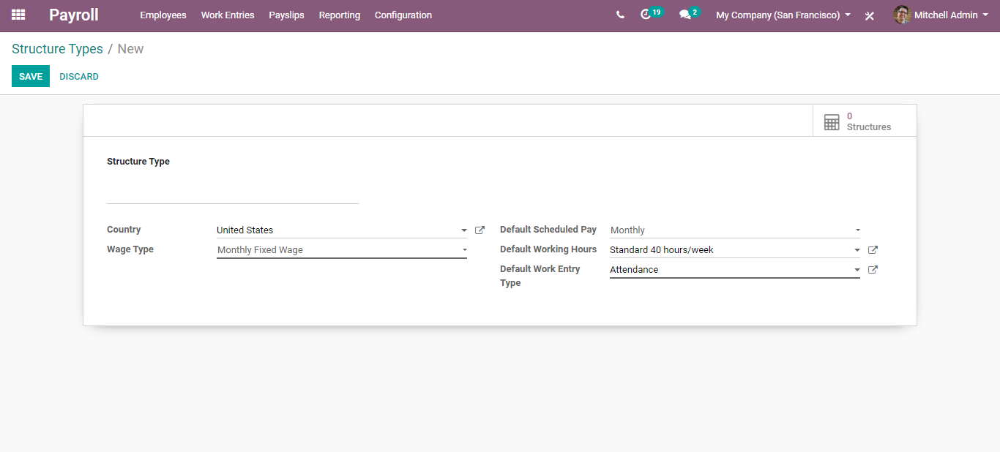 Payroll Employees Work Entries Payslips Reporting Configuration 19 2 My Company (San Francisco) Mitchell Admin
Structure Types / New
SAVE DISCARD
0
Structures
Structure Type
Country United States
Wage Type Monthly Fixed Wage
Default Scheduled Pay Monthly
Default Working Hours Standard 40 hours/week
Default Work Entry Attendance
Type